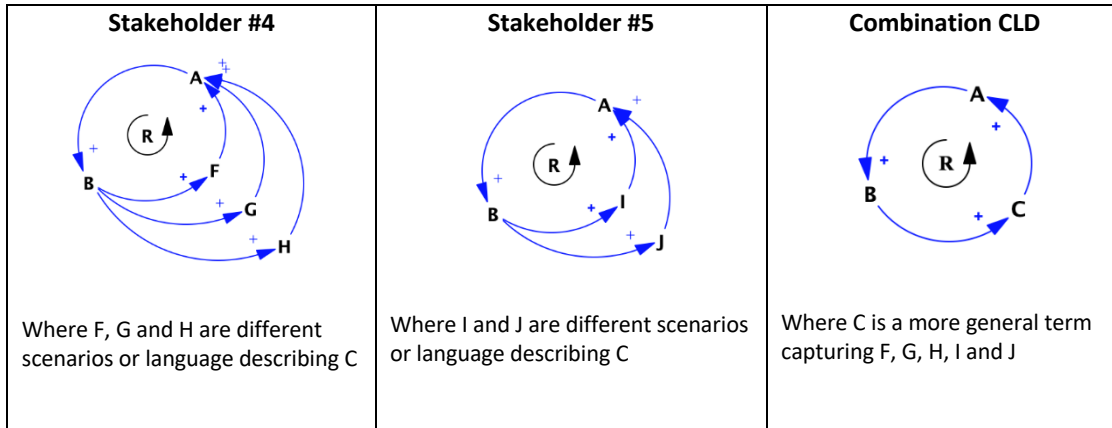 Stakeholder #4
A
+
+
+
R
+
B
+
F
+
G
+
H
Where F, G and H are different
scenarios or language describing C
Stakeholder #5
A
+
+
R
+
B
+
I
+
J
Where I and J are different scenarios
or language describing C
Combination CLD
A
+
+
R
B
+
C
Where C is a more general term
capturing F, G, H, I and J